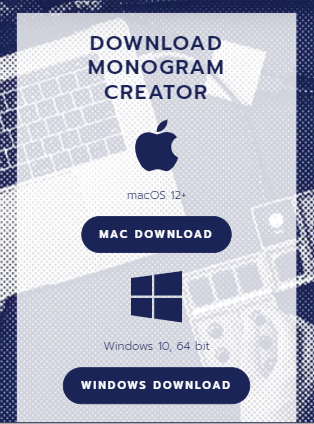 DOWNLOAD
MONOGRAM
CREATOR
macOS 12+
MAC DOWNLOAD
Windows 10, 64 bit
WINDOWS DOWNLOAD